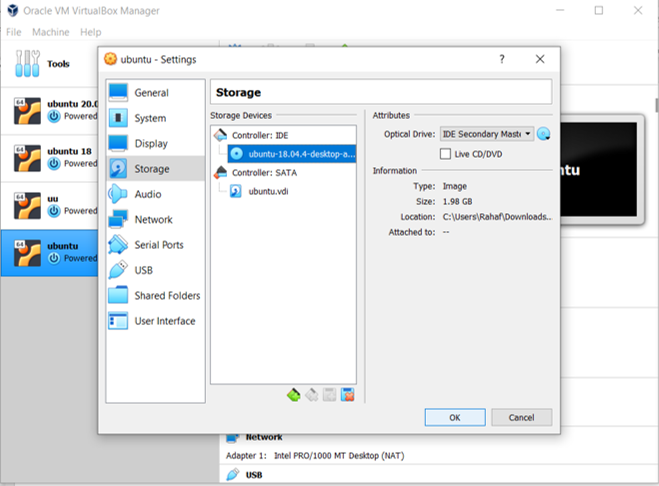 Oracle VM VirtualBox Manager
File Machine Help
Tools
64 ubuntu 20.0
Powered
64 ubuntu 18
Powered
64 uu
Powered
64 ubuntu
Powered
ubuntu - Settings
? 
General
System
Display
Storage
Audio
Network
Serial Ports
USB
Shared Folders
User Interface
Storage
Storage Devices
Controller: IDE
ubuntu-18.04.4-desktop-a...
Controller: SATA
ubuntu.vdi
Attributes
Optical Drive: IDE Secondary Maste
Live CD/DVD
Information
Type: Image
Size: 1.98 GB
Location: C:\Users\Rahaf\Downloads...
Attached to: --
OK Cancel
ntu
Network
Adapter 1: Intel PRO/1000 MT Desktop (NAT)
USB